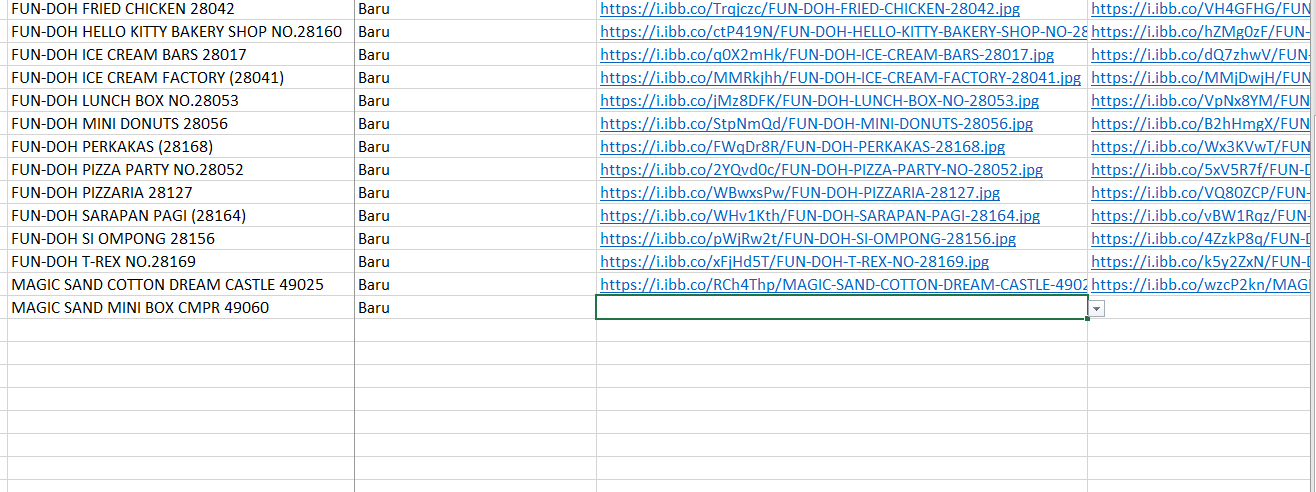 FUN-DOH FRIED CHICKEN 28042 Baru https://i.ibb.co/Trqjczc/FUN-DOH-FRIED-CHICKEN-28042.jpg https://i.ibb.co/VH4GFHG/FUN
FUN-DOH HELLO KITTY BAKERY SHOP NO.28160 Baru https://i.ibb.co/ctP419N/FUN-DOH-HELLO-KITTY-BAKERY-SHOP-NO-28 https://i.ibb.co/hZMg0zF/FUN-
FUN-DOH ICE CREAM BARS 28017 Baru https://i.ibb.co/q0X2mHk/FUN-DOH-ICE-CREAM-BARS-28017.jpg https://i.ibb.co/dQ7zhwV/FUN-
FUN-DOH ICE CREAM FACTORY (28041) Baru https://i.ibb.co/MMRkjhh/FUN-DOH-ICE-CREAM-FACTORY-28041.jpg https://i.ibb.co/MMjDwjH/FUN
FUN-DOH LUNCH BOX NO.28053 Baru https://i.ibb.co/jMz8DFK/FUN-DOH-LUNCH-BOX-NO-28053.jpg https://i.ibb.co/VpNx8YM/FUN
FUN-DOH MINI DONUTS 28056 Baru https://i.ibb.co/StpNmQd/FUN-DOH-MINI-DONUTS-28056.jpg https://i.ibb.co/B2hHmgX/FUN
FUN-DOH PERKAKAS (28168) Baru https://i.ibb.co/FWqDr8R/FUN-DOH-PERKAKAS-28168.jpg https://i.ibb.co/Wx3KVwT/FUN
FUN-DOH PIZZA PARTY NO.28052 Baru https://i.ibb.co/2YQvd0c/FUN-DOH-PIZZA-PARTY-NO-28052.jpg https://i.ibb.co/5xV5R7f/FUN-D
FUN-DOH PIZZARIA 28127 Baru https://i.ibb.co/WBwxsPw/FUN-DOH-PIZZARIA-28127.jpg https://i.ibb.co/VQ80ZCP/FUN-
FUN-DOH SARAPAN PAGI (28164) Baru https://i.ibb.co/WHv1Kth/FUN-DOH-SARAPAN-PAGI-28164.jpg https://i.ibb.co/vBW1Rqz/FUN-
FUN-DOH SI OMPONG 28156 Baru https://i.ibb.co/pWjRw2t/FUN-DOH-SI-OMPONG-28156.jpg https://i.ibb.co/4ZzkP8q/FUN-D
FUN-DOH T-REX NO.28169 Baru https://i.ibb.co/xFjHd5T/FUN-DOH-T-REX-NO-28169.jpg https://i.ibb.co/k5y2ZxN/FUN-D
MAGIC SAND COTTON DREAM CASTLE 49025 Baru https://i.ibb.co/RCh4Thp/MAGIC-SAND-COTTON-DREAM-CASTLE-4902 https://i.ibb.co/wzcP2kn/MAG
MAGIC SAND MINI BOX CMPR 49060 Baru